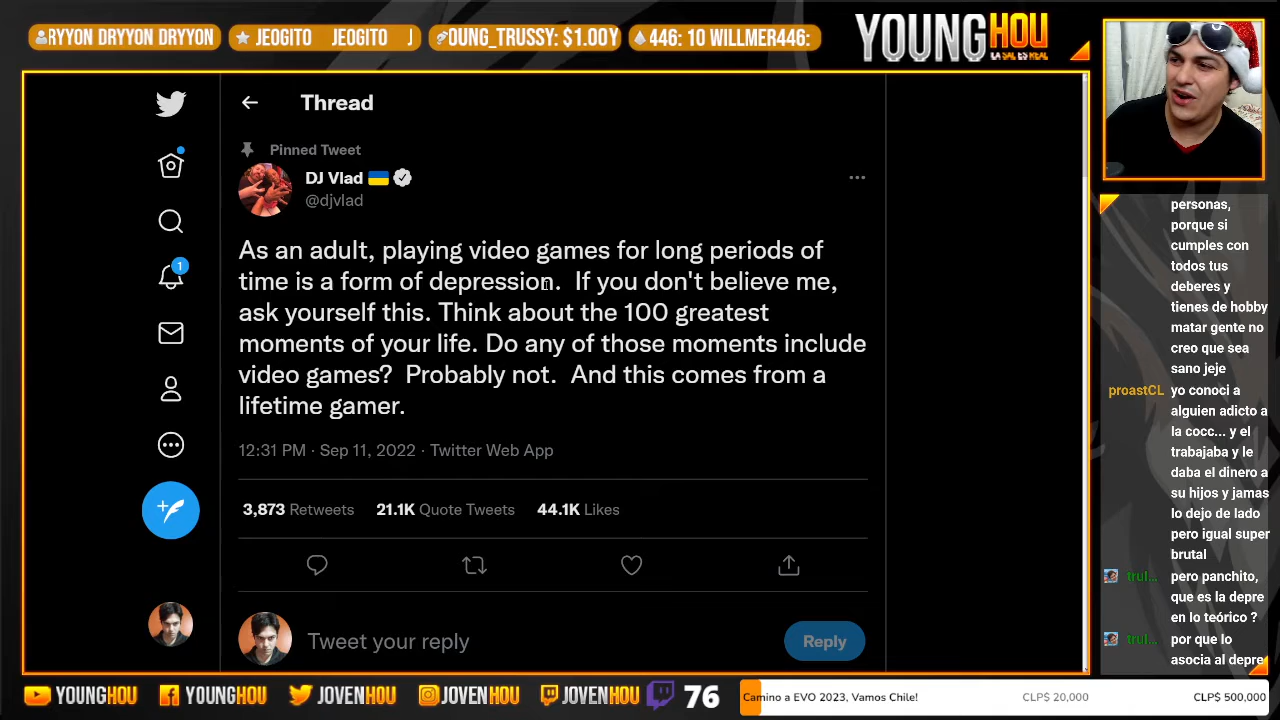 RYYON DRYYON DRYYON
JEOGITO JEOGITO J
OUNG_TRUSSY: $1.00Y
446: 10 WILLMER446:
YOUNGHOU
LA SAL ES REAL
Thread
Pinned Tweet
DJ Vlad
@djvlad
As an adult, playing video games for long periods of
time is a form of depression. If you don't believe me,
ask yourself this. Think about the 100 greatest
moments of your life. Do any of those moments include
video games? Probably not. And this comes from a
lifetime gamer.
12:31 PM · Sep 11, 2022 · Twitter Web App
3,873 Retweets 21.1K Quote Tweets 44.1K Likes
Tweet your reply
Reply
1
personas,
porque si
cumples con
todos tus
deberes y
tienes de hobby
matar gente no
creo que sea
sano jeje
proastCL yo conoci a
alguien adicto a
la cocc... y el
trabajaba y le
daba el dinero a
su hijos y jamas
lo dejo de lado
pero igual super
brutal
trul... pero panchito,
que es la depre
en lo teórico ?
trul... por que lo
asocia al depre
YOUNGHOU YOUNGHOU JOVENHOU JOVENHOU JOVENHOU 76
Camino a EVO 2023, Vamos Chile! CLP$ 20,000 CLP$ 500,000